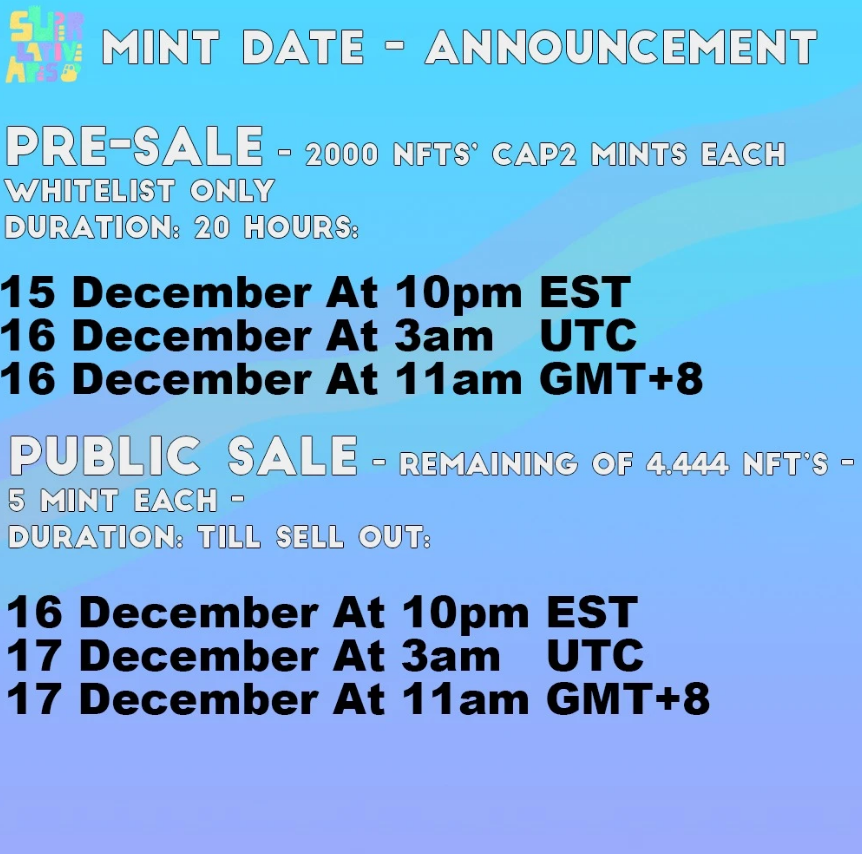 SUPER
LATIVE
APES
MINT DATE - ANNOUNCEMENT
PRE-SALE - 2000 NFTS' CAP2 MINTS EACH
WHITELIST ONLY
DURATION: 20 HOURS:
15 December At 10pm EST
16 December At 3am UTC
16 December At 11am GMT+8
PUBLIC SALE - REMAINING OF 4.444 NFT'S -
5 MINT EACH -
DURATION: TILL SELL OUT:
16 December At 10pm EST
17 December At 3am UTC
17 December At 11am GMT+8